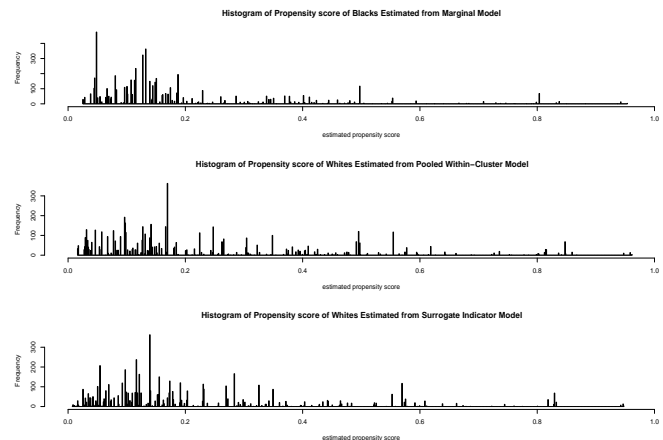 Histogram of Propensity score of Blacks Estimated from Marginal Model
Frequency
0 100 300
0.0 0.2 0.4 0.6 0.8 1.0
estimated propensity score
Histogram of Propensity score of Whites Estimated from Pooled Within−Cluster Model
Frequency
0 100 200 300
0.0 0.2 0.4 0.6 0.8 1.0
estimated propensity score
Histogram of Propensity score of Whites Estimated from Surrogate Indicator Model
Frequency
0 100 200 300
0.0 0.2 0.4 0.6 0.8 1.0
estimated propensity score